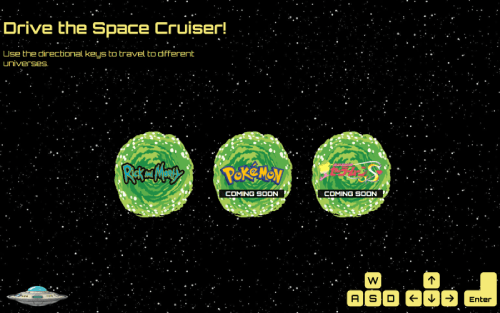 Drive the Space Cruiser!
Use the directional keys to travel to different
universes.
Rick and Morty
POKéMON
COMING SOON
S
COMING SOON
W
A S D
Enter